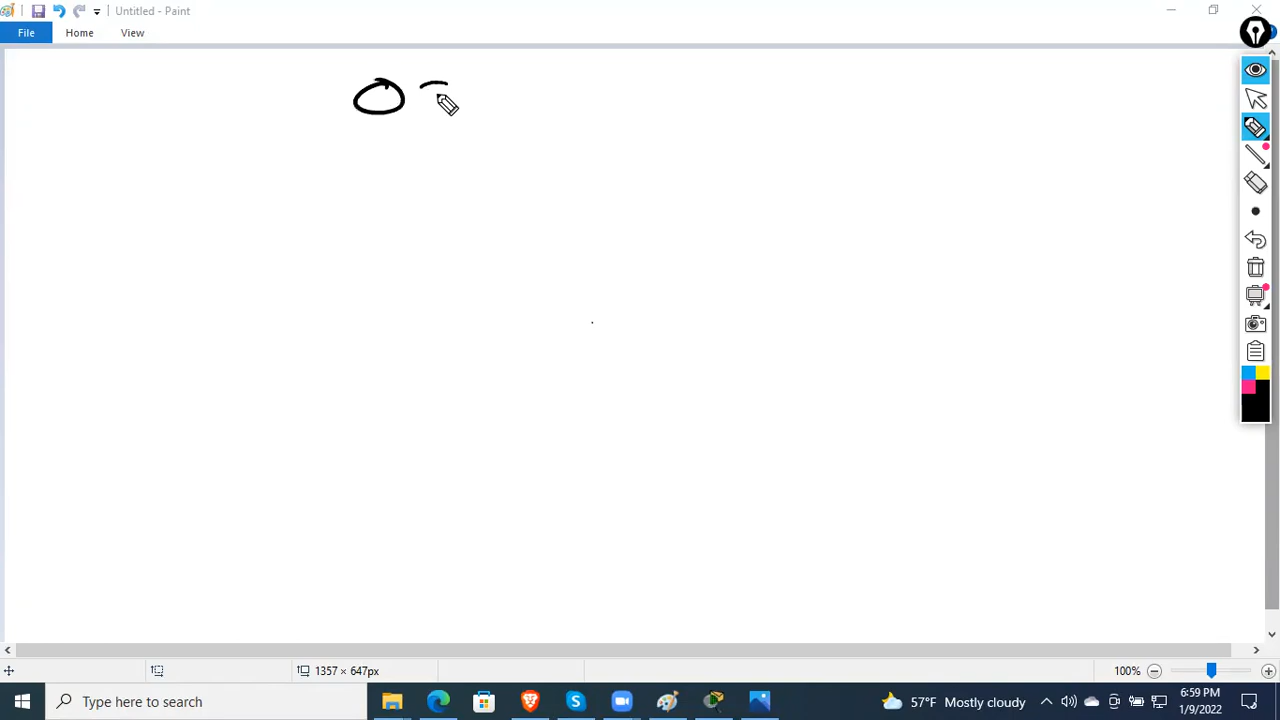 Untitled - Paint
File Home View
1357 × 647px 100%
Type here to search 57°F Mostly cloudy 6:59 PM
1/9/2022